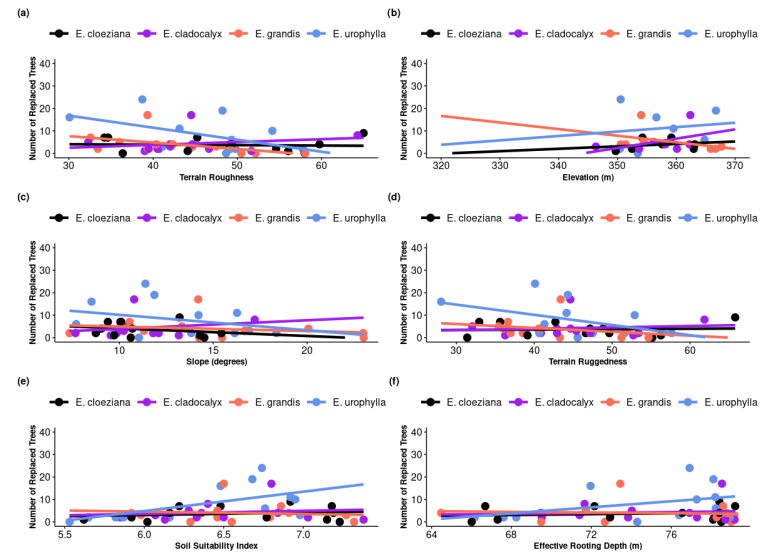 (a)
E. cloeziana E. cladocalyx E. grandis E. urophylla
Number of Replaced Trees
40
30
20
10
0
30 40 50 60
Terrain Roughness
(b)
E. cloeziana E. cladocalyx E. grandis E. urophylla
Number of Replaced Trees
40
30
20
10
0
320 340 350 360 370
Elevation (m)
(c)
E. cloeziana E. cladocalyx E. grandis E. urophylla
Number of Replaced Trees
40
30
20
10
0
10 20
Slope (degrees)
(d)
E. cloeziana E. cladocalyx E. grandis E. urophylla
Number of Replaced Trees
40
30
20
10
0
30 40 50 60
Terrain Ruggedness
(e)
E. cloeziana E. cladocalyx E. grandis E. urophylla
Number of Replaced Trees
40
30
20
10
0
5.5 6.0 6.5 7.0
Soil Suitability Index
(f)
E. cloeziana E. cladocalyx E. grandis E. urophylla
Number of Replaced Trees
40
30
20
10
0
64 68 72 76
Effective Rooting Depth (m)